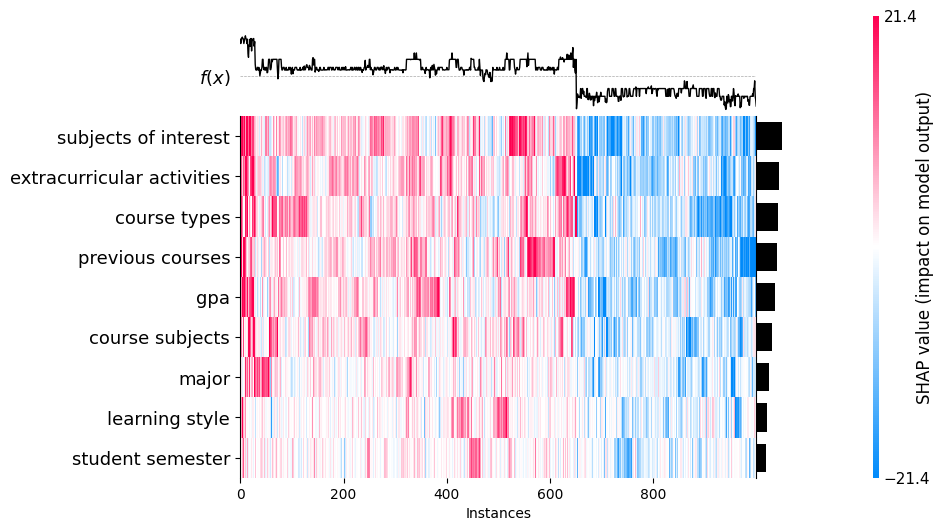 21.4
f(x)
subjects of interest
extracurricular activities
course types
previous courses
gpa
course subjects
major
learning style
student semester
SHAP value (impact on model output)
−21.4
0 200 400 600 800
Instances